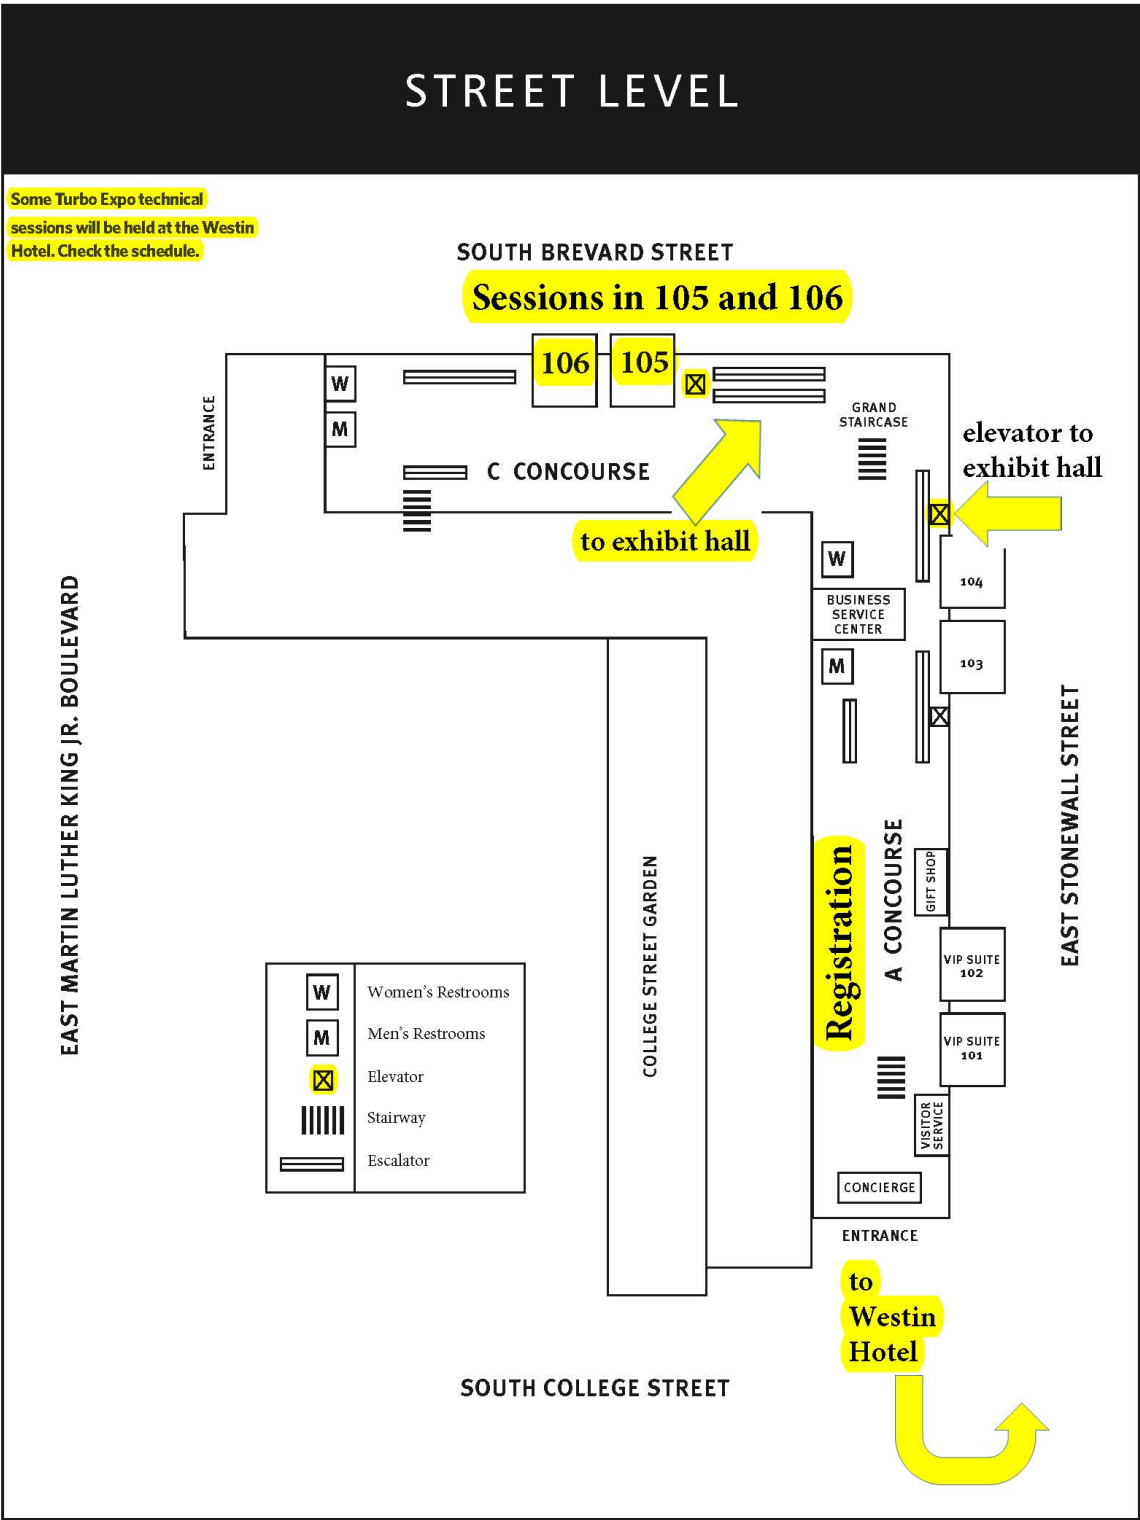 STREET LEVEL
Some Turbo Expo technical
sessions will be held at the Westin
Hotel. Check the schedule.
SOUTH BREVARD STREET
Sessions in 105 and 106
106
105
W
M
ENTRANCE
GRAND
STAIRCASE
elevator to
exhibit hall
C CONCOURSE
to exhibit hall
W
BUSINESS
SERVICE
CENTER
M
104
103
EAST MARTIN LUTHER KING JR. BOULEVARD
EAST STONEWALL STREET
COLLEGE STREET GARDEN
Registration
A CONCOURSE
GIFT SHOP
VIP SUITE
102
VIP SUITE
101
VISITOR
SERVICE
CONCIERGE
ENTRANCE
W
Women's Restrooms
M
Men's Restrooms
Elevator
Stairway
Escalator
to
Westin
Hotel
SOUTH COLLEGE STREET